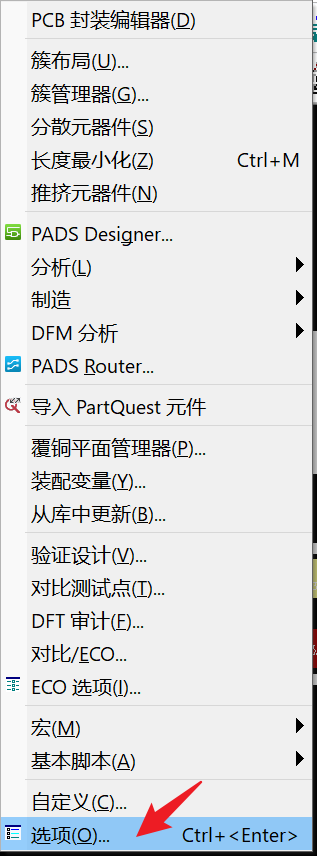 PCB 封装编辑器(D)
簇布局(U)...
簇管理器(G)...
分散元器件(S)
长度最小化(Z) Ctrl+M
推挤元器件(N)
PADS Designer...
分析(L)
制造
DFM 分析
PADS Router...
导入 PartQuest 元件
覆铜平面管理器(P)...
装配变量(Y)...
从库中更新(B)...
验证设计(V)...
对比测试点(T)...
DFT 审计(F)...
对比/ECO...
ECO 选项(I)...
宏(M)
基本脚本(A)
自定义(C)...
选项(O)... Ctrl+<Enter>